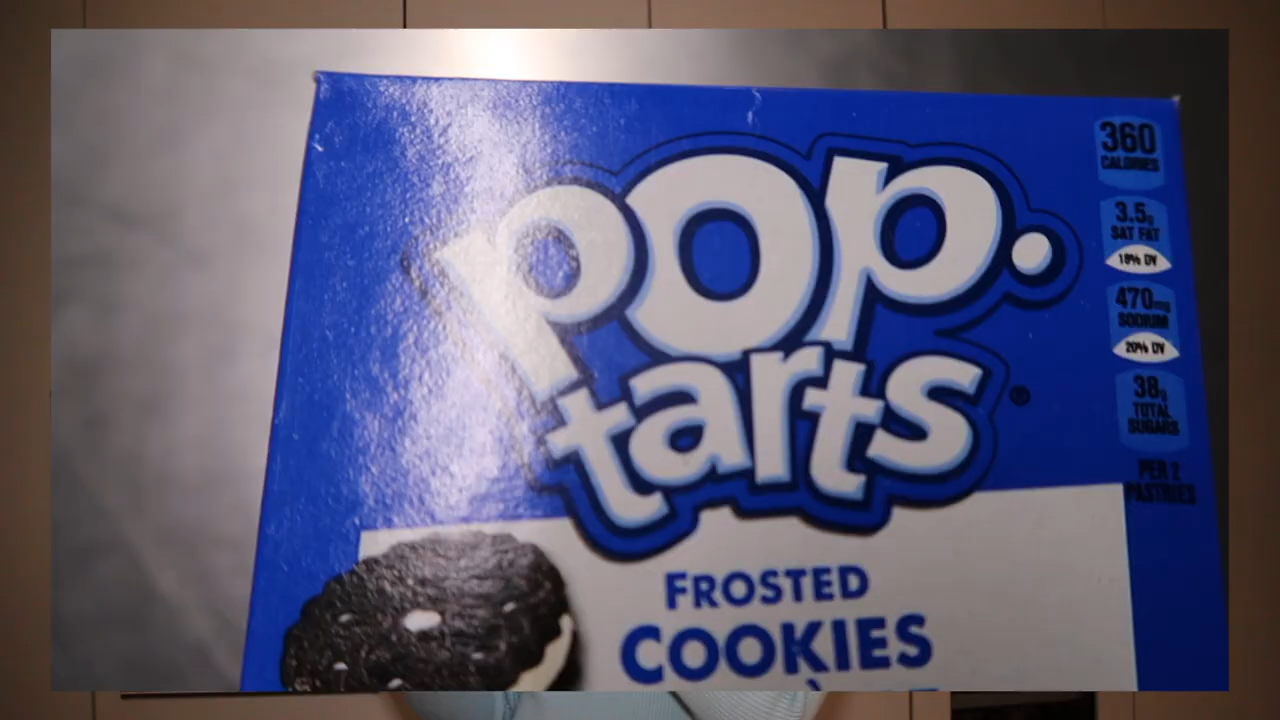 pop.
tarts
®
FROSTED
COOKIES
360
CALORIES
3.5g
SAT FAT
18% DV
470mg
SODIUM
20% DV
38g
TOTAL
SUGARS
PER 2
PASTRIES